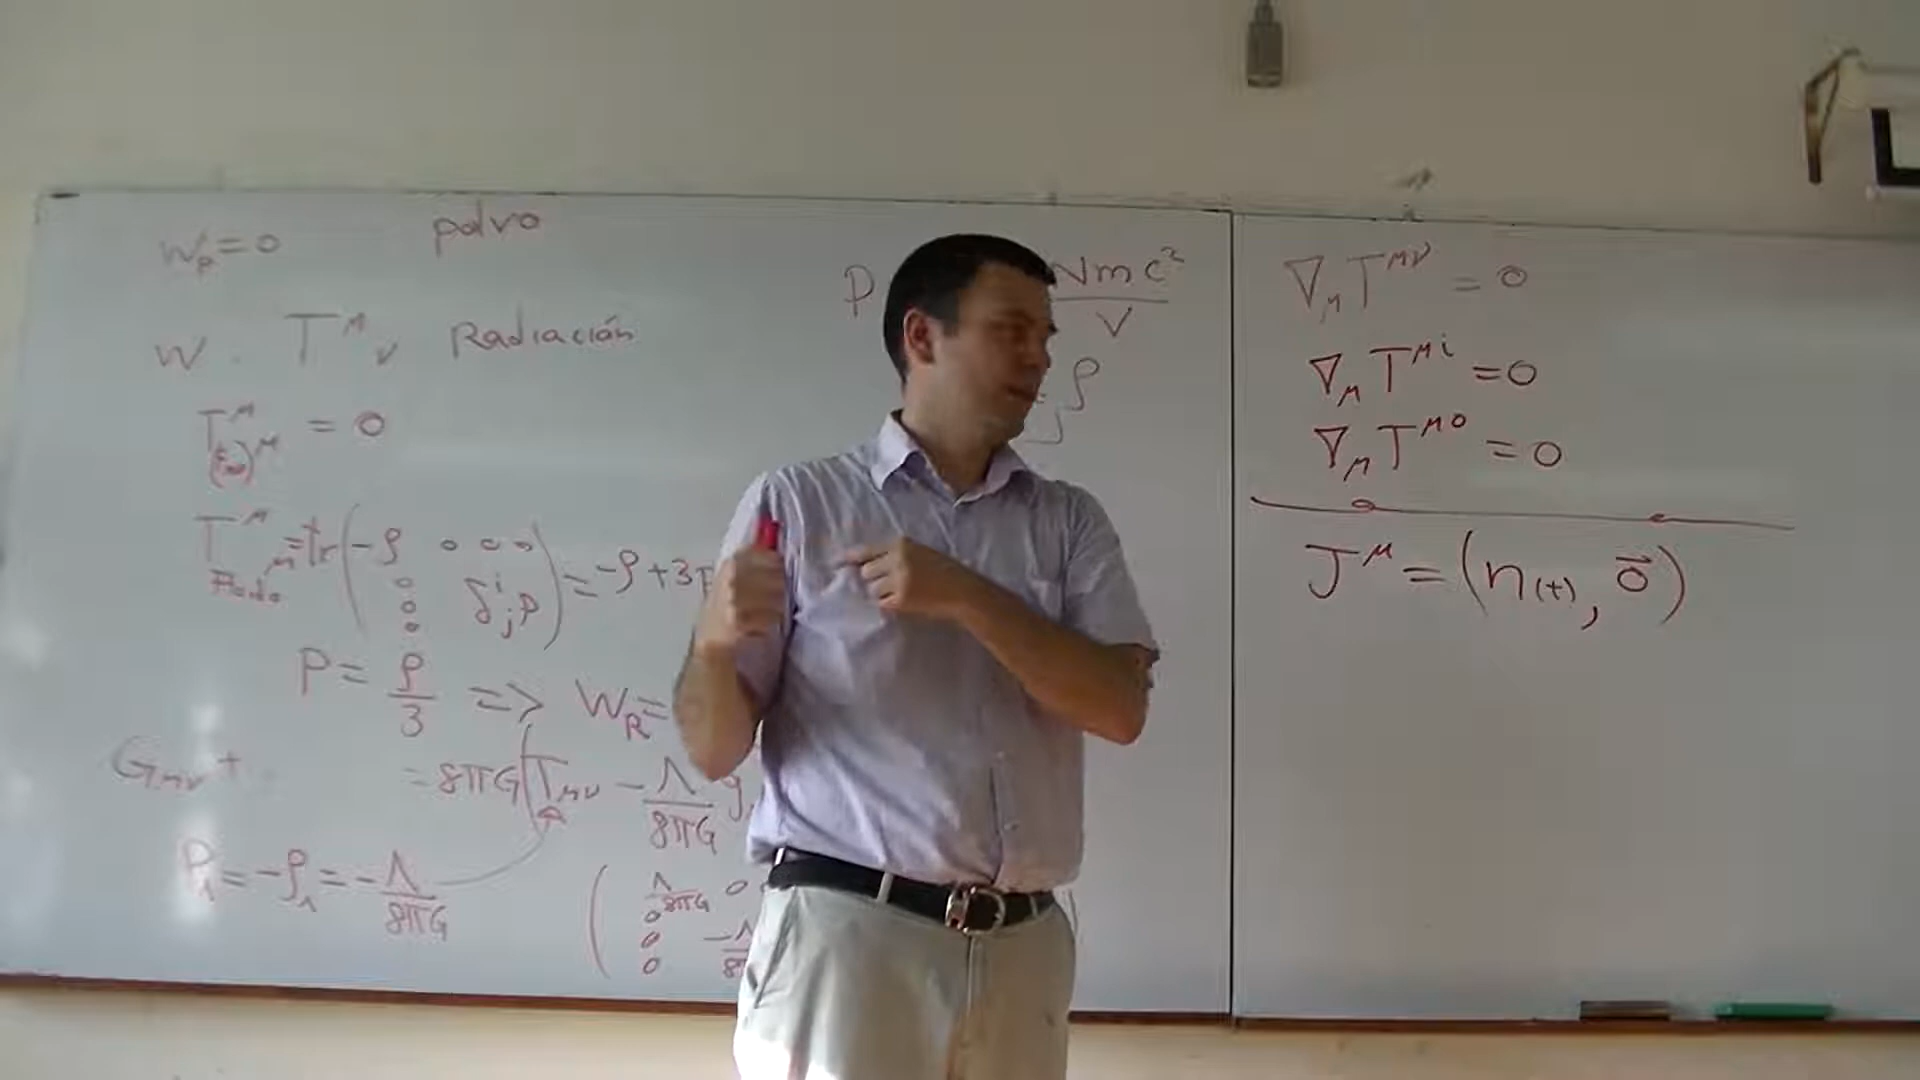 W_P = 0 polvo
W . T^μ_ν Radiación
T^μ_(Em)μ = 0
T^μ_μ = tr ( -ρ 0 0 0
0
0 δ^i_j P
0 ) = -ρ + 3P
Fluido
P = ρ/3 => W_R =
G_μν + = 8πG ( T_μν - Λ/8πG g
P_Λ = -ρ_Λ = - Λ/8πG
( Λ/8πG 0
0
0 -Λ/8π
0
P
Nmc²/V
ρ
∇_μ T^μν = 0
∇_μ T^μi = 0
∇_μ T^μ0 = 0
J^μ = (n(t), 0⃗)